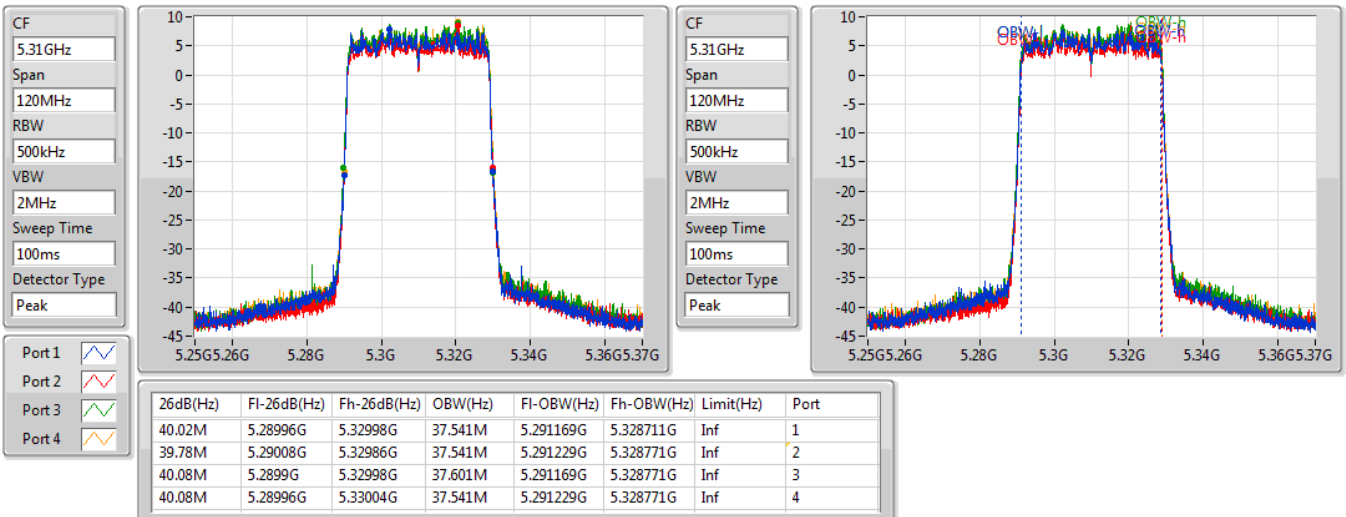 CF
5.31GHz
Span
120MHz
RBW
500kHz
VBW
2MHz
Sweep Time
100ms
Detector Type
Peak
Port 1
Port 2
Port 3
Port 4
10
5
0
-5
-10
-15
-20
-25
-30
-35
-40
-45
5.25G 5.26G 5.28G 5.3G 5.32G 5.34G 5.36G 5.37G
CF
5.31GHz
Span
120MHz
RBW
500kHz
VBW
2MHz
Sweep Time
100ms
Detector Type
Peak
10
5
0
-5
-10
-15
-20
-25
-30
-35
-40
-45
OBW-h
5.25G 5.26G 5.28G 5.3G 5.32G 5.34G 5.36G 5.37G
26dB(Hz) Fl-26dB(Hz) Fh-26dB(Hz) OBW(Hz) Fl-OBW(Hz) Fh-OBW(Hz) Limit(Hz) Port
40.02M 5.28996G 5.32998G 37.541M 5.291169G 5.328711G Inf 1
39.78M 5.29008G 5.32986G 37.541M 5.291229G 5.328771G Inf 2
40.08M 5.2899G 5.32998G 37.601M 5.291169G 5.328771G Inf 3
40.08M 5.28996G 5.33004G 37.541M 5.291229G 5.328771G Inf 4